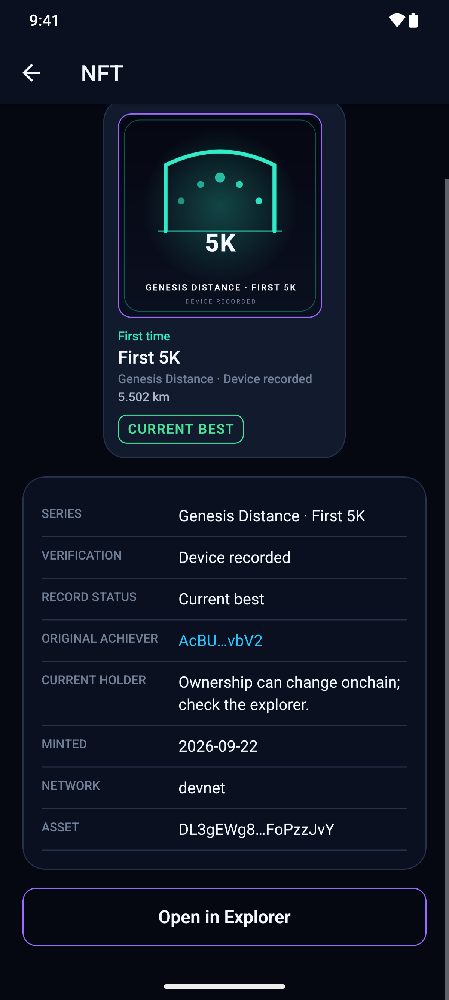 9:41
NFT
5K
GENESIS DISTANCE · FIRST 5K
DEVICE RECORDED
First time
First 5K
Genesis Distance · Device recorded
5.502 km
CURRENT BEST
SERIES
Genesis Distance · First 5K
VERIFICATION
Device recorded
RECORD STATUS
Current best
ORIGINAL ACHIEVER
AcBU…vbV2
CURRENT HOLDER
Ownership can change onchain;
check the explorer.
MINTED
2026-09-22
NETWORK
devnet
ASSET
DL3gEWg8…FoPzzJvY
Open in Explorer